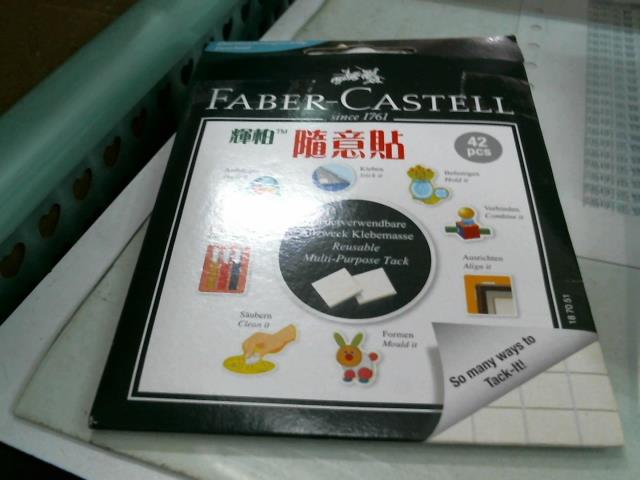 FABER-CASTELL
since 1761
輝柏™ 隨意貼
42
pcs
Kleben
Stick it
Befestigen
Hold it
Verbinden
Combine it
Klebemasse
Reusable
Multi-Purpose Tack
Ausrichten
Align it
Säubern
Clean it
Formen
Mould it
So many ways to
Tack-It!
18 70 51